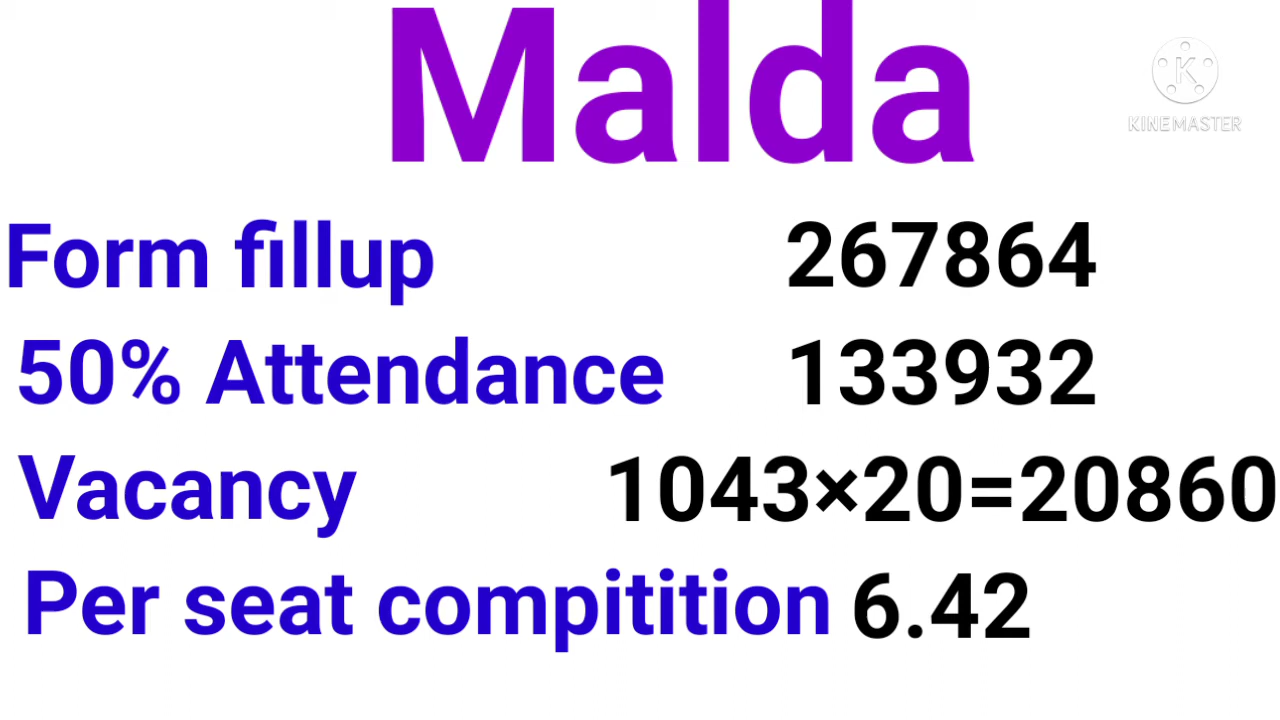 Malda
KINEMASTER
Form fillup 267864
50% Attendance 133932
Vacancy 1043×20=20860
Per seat compitition 6.42